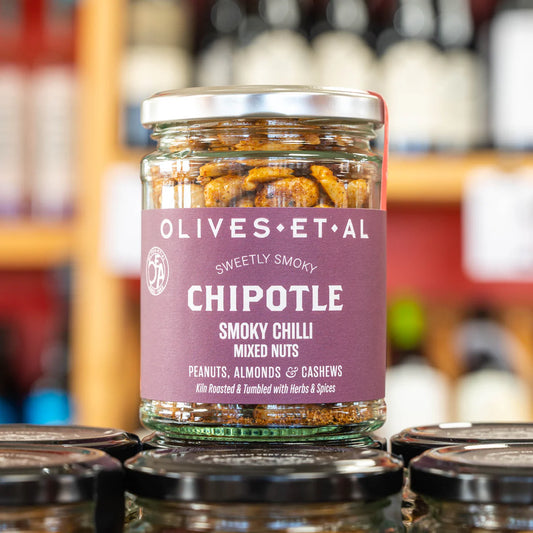 OLIVES·ET·AL
SWEETLY SMOKY
CHIPOTLE
SMOKY CHILLI
MIXED NUTS
PEANUTS, ALMONDS & CASHEWS
Kiln Roasted & Tumbled with Herbs & Spices